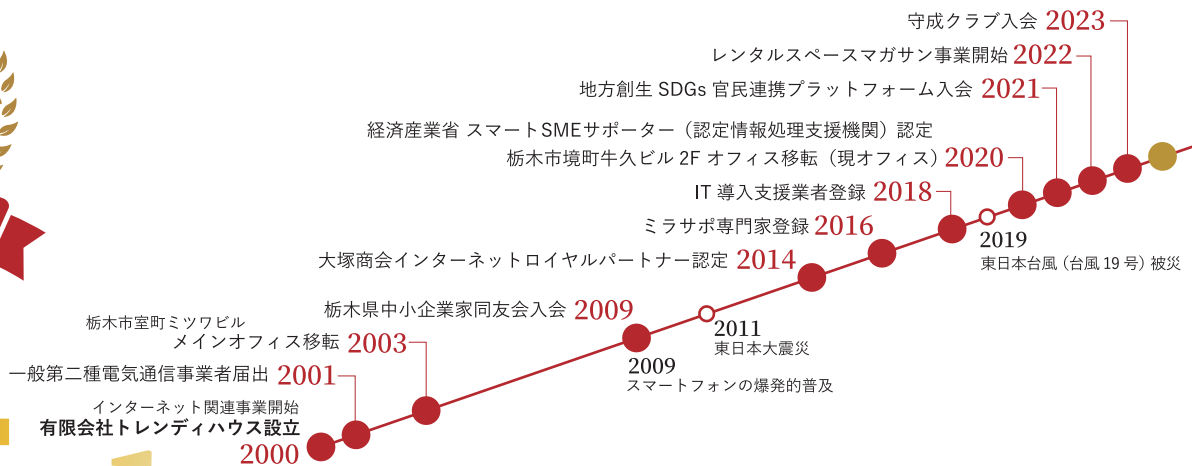 守成クラブ入会 2023
レンタルスペースマガサン事業開始 2022
地方創生 SDGs 官民連携プラットフォーム入会 2021
経済産業省 スマートSMEサポーター（認定情報処理支援機関）認定
栃木市境町牛久ビル 2F オフィス移転（現オフィス）2020
IT 導入支援業者登録 2018
ミラサポ専門家登録 2016
2019
東日本台風（台風19号）被災
大塚商会インターネットロイヤルパートナー認定 2014
栃木県中小企業家同友会入会 2009
2011
東日本大震災
栃木市室町ミツワビル
メインオフィス移転 2003
2009
スマートフォンの爆発的普及
一般第二種電気通信事業者届出 2001
インターネット関連事業開始
有限会社トレンディハウス設立
2000